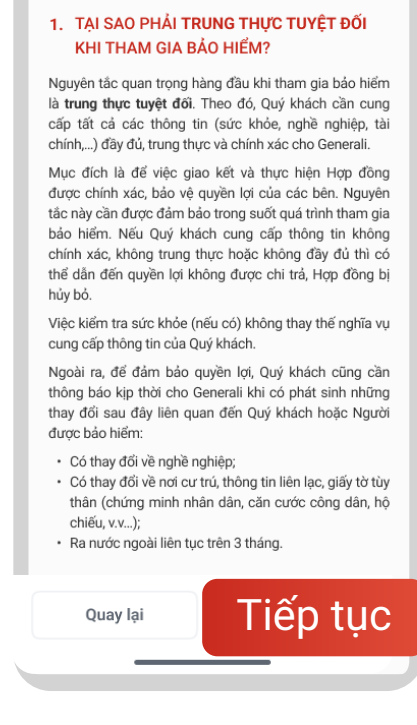 1. TẠI SAO PHẢI TRUNG THỰC TUYỆT ĐỐI
KHI THAM GIA BẢO HIỂM?
Nguyên tắc quan trọng hàng đầu khi tham gia bảo hiểm
là trung thực tuyệt đối. Theo đó, Quý khách cần cung
cấp tất cả các thông tin (sức khỏe, nghề nghiệp, tài
chính,...) đầy đủ, trung thực và chính xác cho Generali.
Mục đích là để việc giao kết và thực hiện Hợp đồng
được chính xác, bảo vệ quyền lợi của các bên. Nguyên
tắc này cần được đảm bảo trong suốt quá trình tham gia
bảo hiểm. Nếu Quý khách cung cấp thông tin không
chính xác, không trung thực hoặc không đầy đủ thì có
thể dẫn đến quyền lợi không được chi trả, Hợp đồng bị
hủy bỏ.
Việc kiểm tra sức khỏe (nếu có) không thay thế nghĩa vụ
cung cấp thông tin của Quý khách.
Ngoài ra, để đảm bảo quyền lợi, Quý khách cũng cần
thông báo kịp thời cho Generali khi có phát sinh những
thay đổi sau đây liên quan đến Quý khách hoặc Người
được bảo hiểm:
• Có thay đổi về nghề nghiệp;
• Có thay đổi về nơi cư trú, thông tin liên lạc, giấy tờ tùy
thân (chứng minh nhân dân, căn cước công dân, hộ
chiếu, v.v...);
• Ra nước ngoài liên tục trên 3 tháng.
Quay lại
Tiếp tục